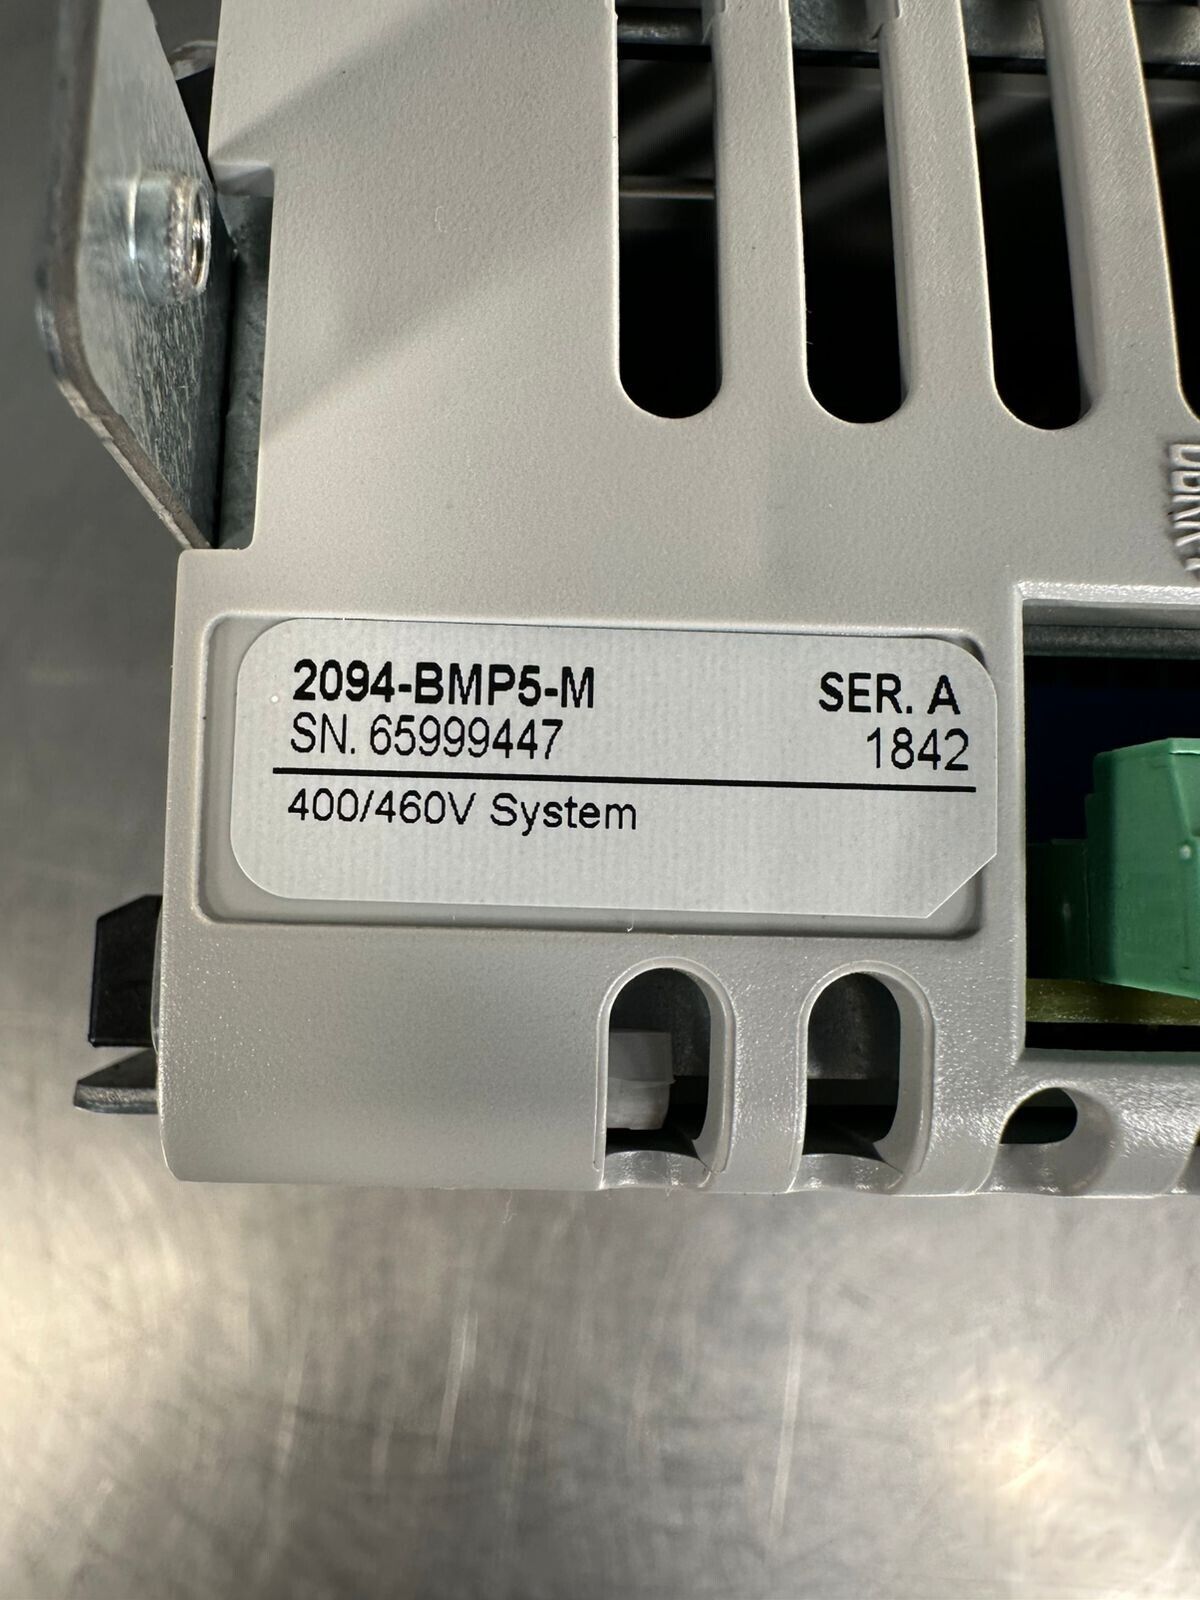 2094-BMP5-M SER. A
SN. 65999447 1842
400/460V System